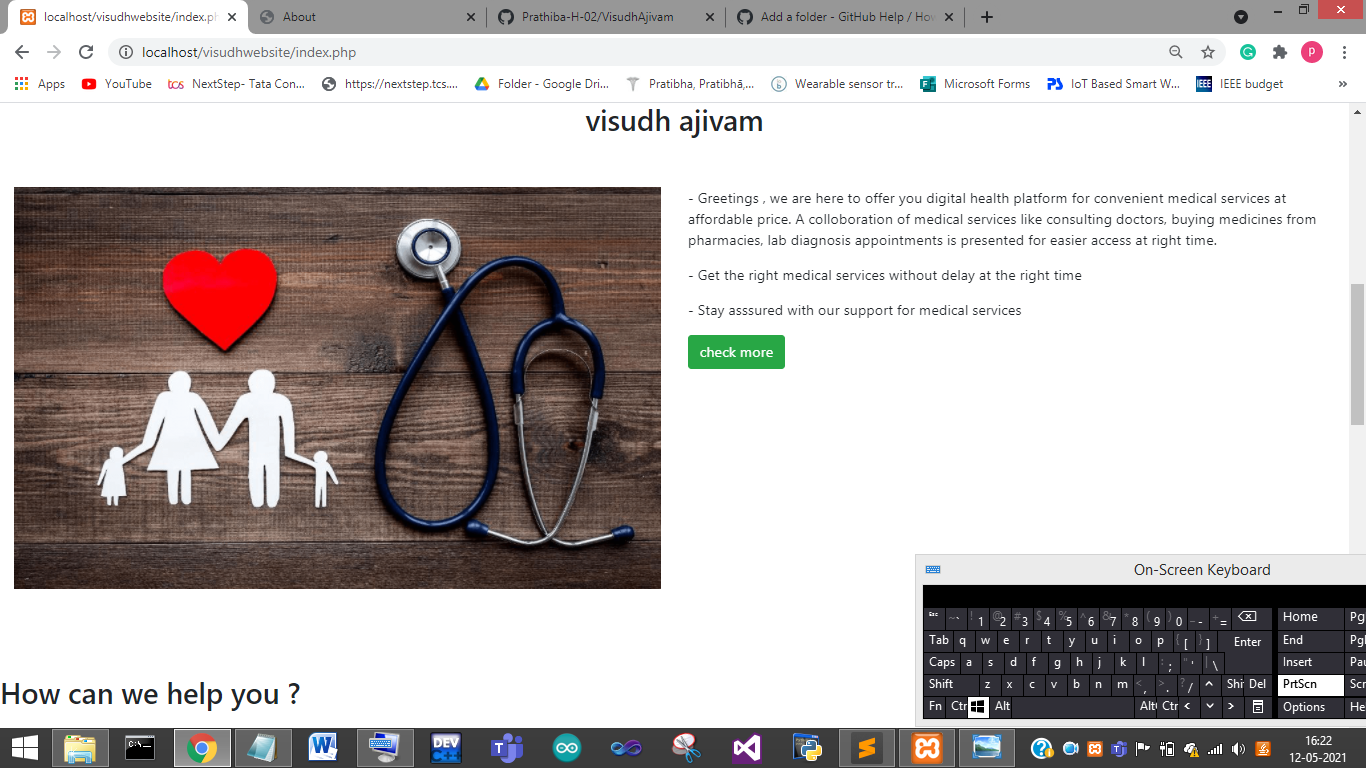 localhost/visudhwebsite/index.ph
About
Prathiba-H-02/VisudhAjivam
Add a folder - GitHub Help / Hov
localhost/visudhwebsite/index.php
P
Apps
YouTube
tcs NextStep- Tata Con...
https://nextstep.tcs....
Folder - Google Dri...
Pratibha, Pratibhā,...
Wearable sensor tr...
Microsoft Forms
PS IoT Based Smart W...
IEEE IEEE budget
»
visudh ajivam
- Greetings , we are here to offer you digital health platform for convenient medical services at
affordable price. A colloboration of medical services like consulting doctors, buying medicines from
pharmacies, lab diagnosis appointments is presented for easier access at right time.
- Get the right medical services without delay at the right time
- Stay asssured with our support for medical services
check more
How can we help you ?
On-Screen Keyboard
Esc ~ ` ! 1 @ 2 # 3 $ 4 % 5 ^ 6 & 7 * 8 ( 9 ) 0 _ - + = Home Pg
Tab q w e r t y u i o p { [ } ] Enter End Pg
Caps a s d f g h j k l : ; " ' | \ Insert Pau
Shift z x c v b n m < , > . ? / Shi Del PrtScn Scr
Fn Ctr Alt Alt Ctr Options He
DEV C++
16:22
12-05-2021